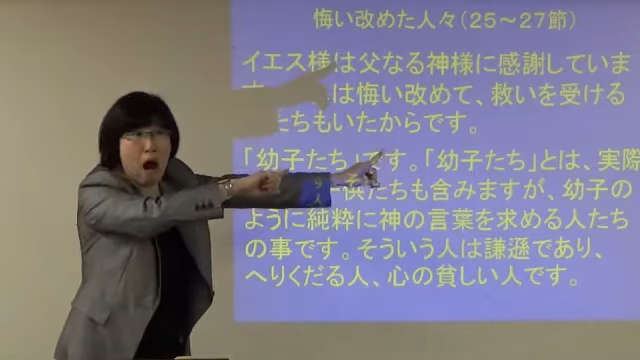 悔い改めた人々(25～27節)
イエス様は父なる神様に感謝していま
は悔い改めて、救いを受ける
たちもいたからです。
「幼子たち」です。「幼子たち」とは、実際
供たちも含みますが、幼子の
ように純粋に神の言葉を求める人たち
の事です。そういう人は謙遜であり、
へりくだる人、心の貧しい人です。